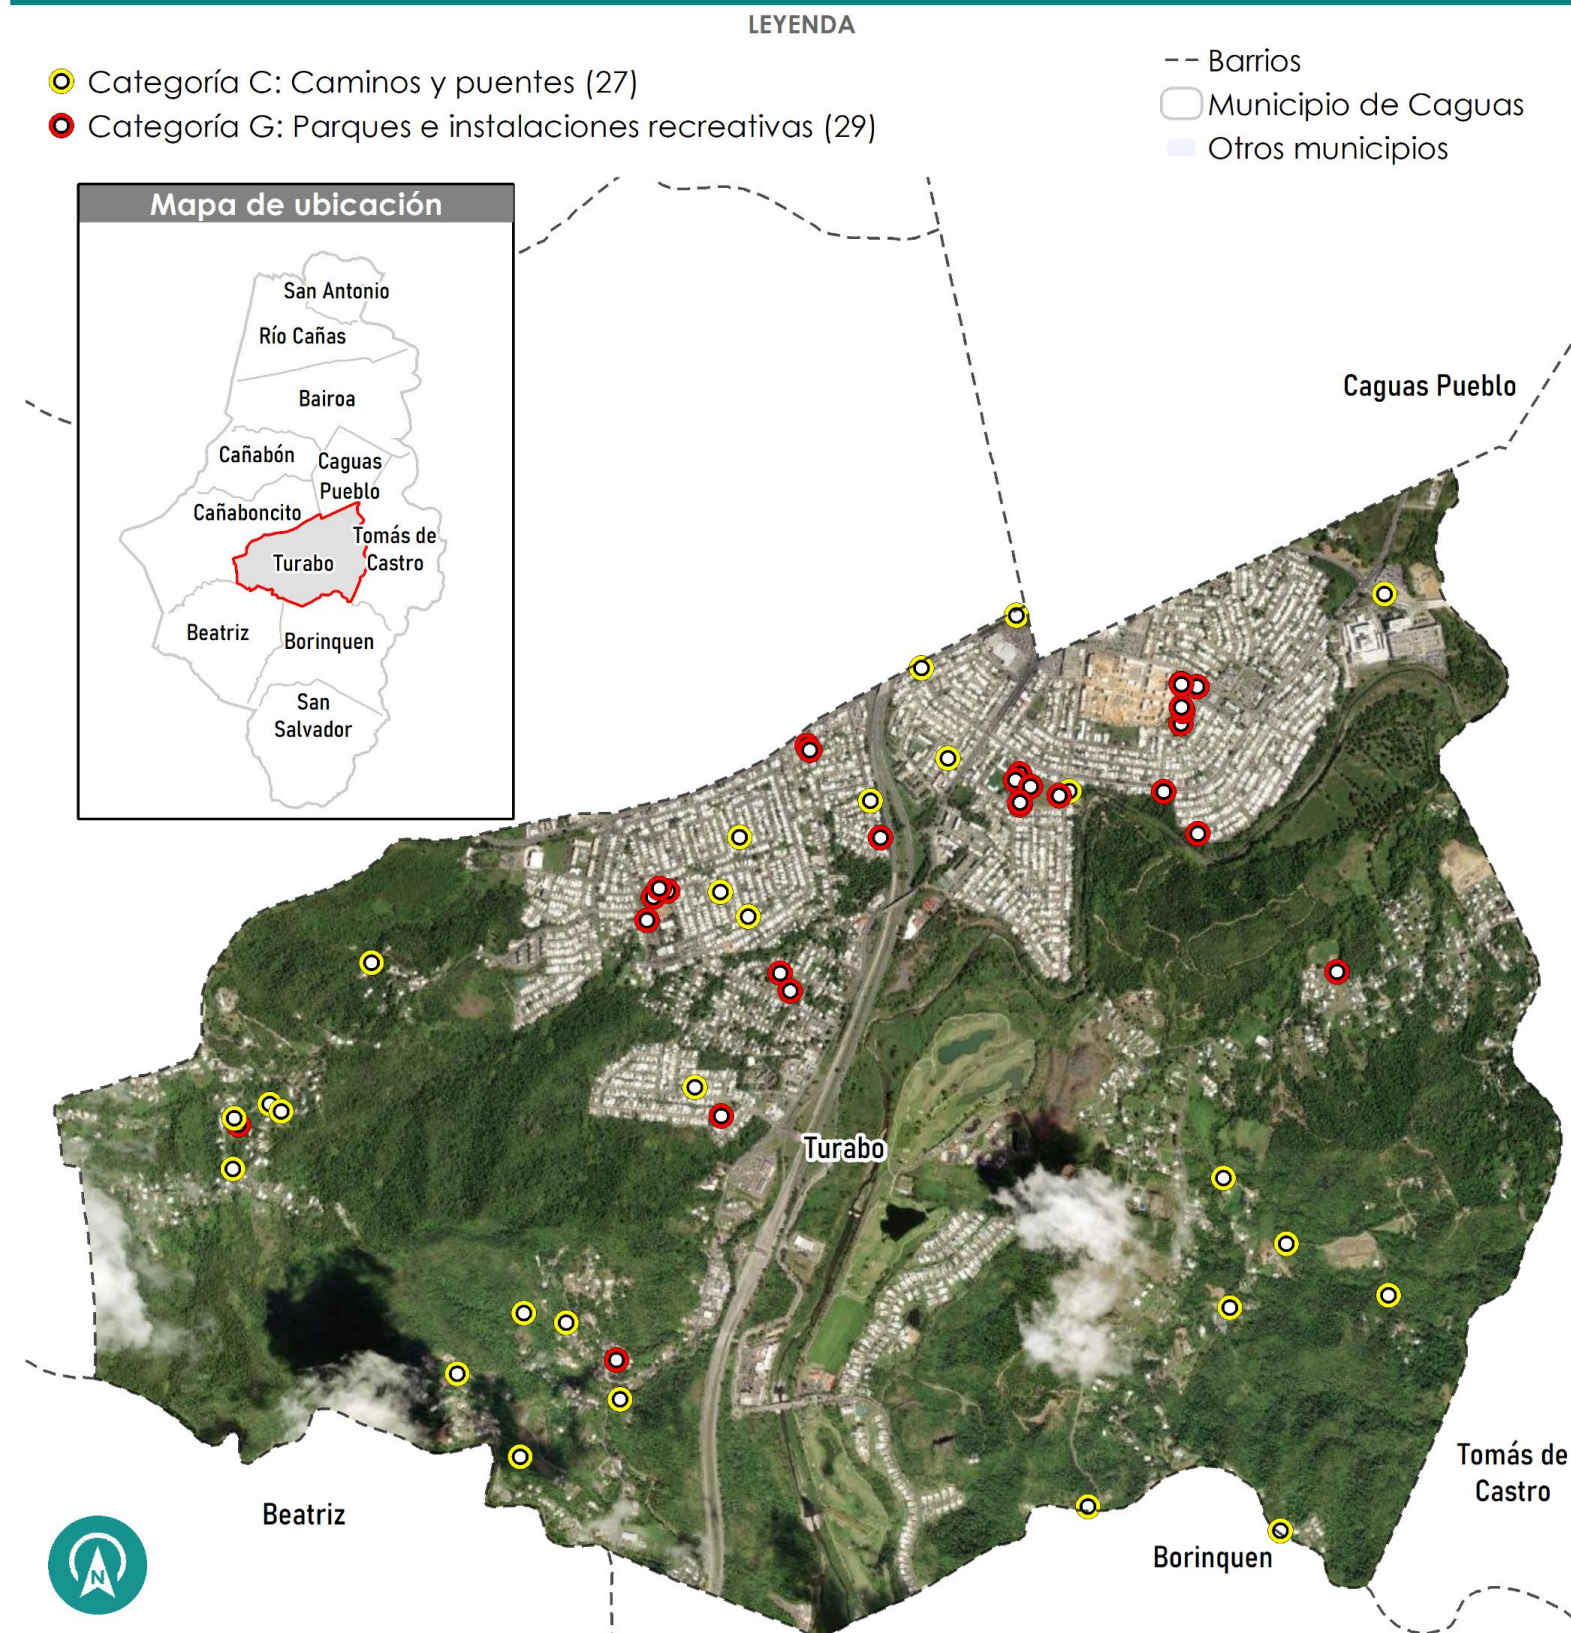 LEYENDA
Categoría C: Caminos y puentes (27)
Categoría G: Parques e instalaciones recreativas (29)
Barrios
Municipio de Caguas
Otros municipios
Mapa de ubicación
San Antonio
Río Cañas
Bairoa
Cañabón
Caguas
Pueblo
Cañaboncito
Tomás de
Castro
Turabo
Beatriz
Borinquen
San
Salvador
Caguas Pueblo
Turabo
Tomás de
Castro
Beatriz
Borinquen
N